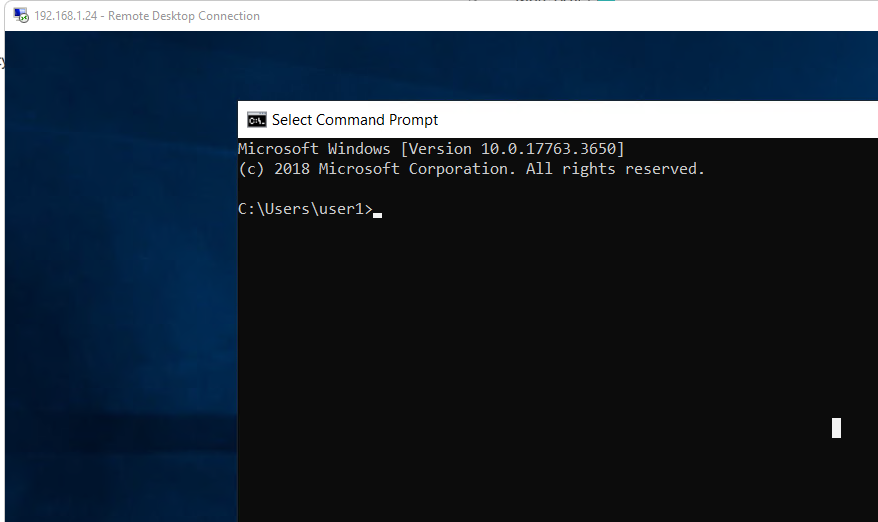 192.168.1.24 - Remote Desktop Connection
Select Command Prompt
Microsoft Windows [Version 10.0.17763.3650]
(c) 2018 Microsoft Corporation. All rights reserved.
C:\Users\user1>